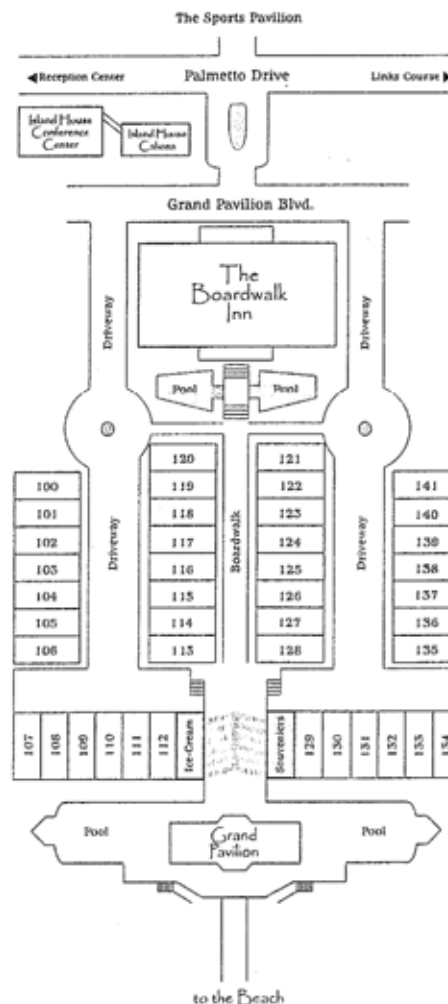 The Sports Pavilion
Reception Center
Palmetto Drive
Links Course
Island House
Conference
Center
Island House
Cabana
Grand Pavilion Blvd.
The
Boardwalk
Inn
Driveway
Driveway
Pool
Pool
120
121
100
119
122
141
101
118
123
140
102
117
124
139
103
116
125
138
104
115
126
137
105
114
127
136
106
113
128
135
Driveway
Boardwalk
Driveway
107
108
109
110
111
112
Ice-Cream
Souveniers
129
130
131
132
133
134
Pool
Grand
Pavilion
Pool
to the Beach